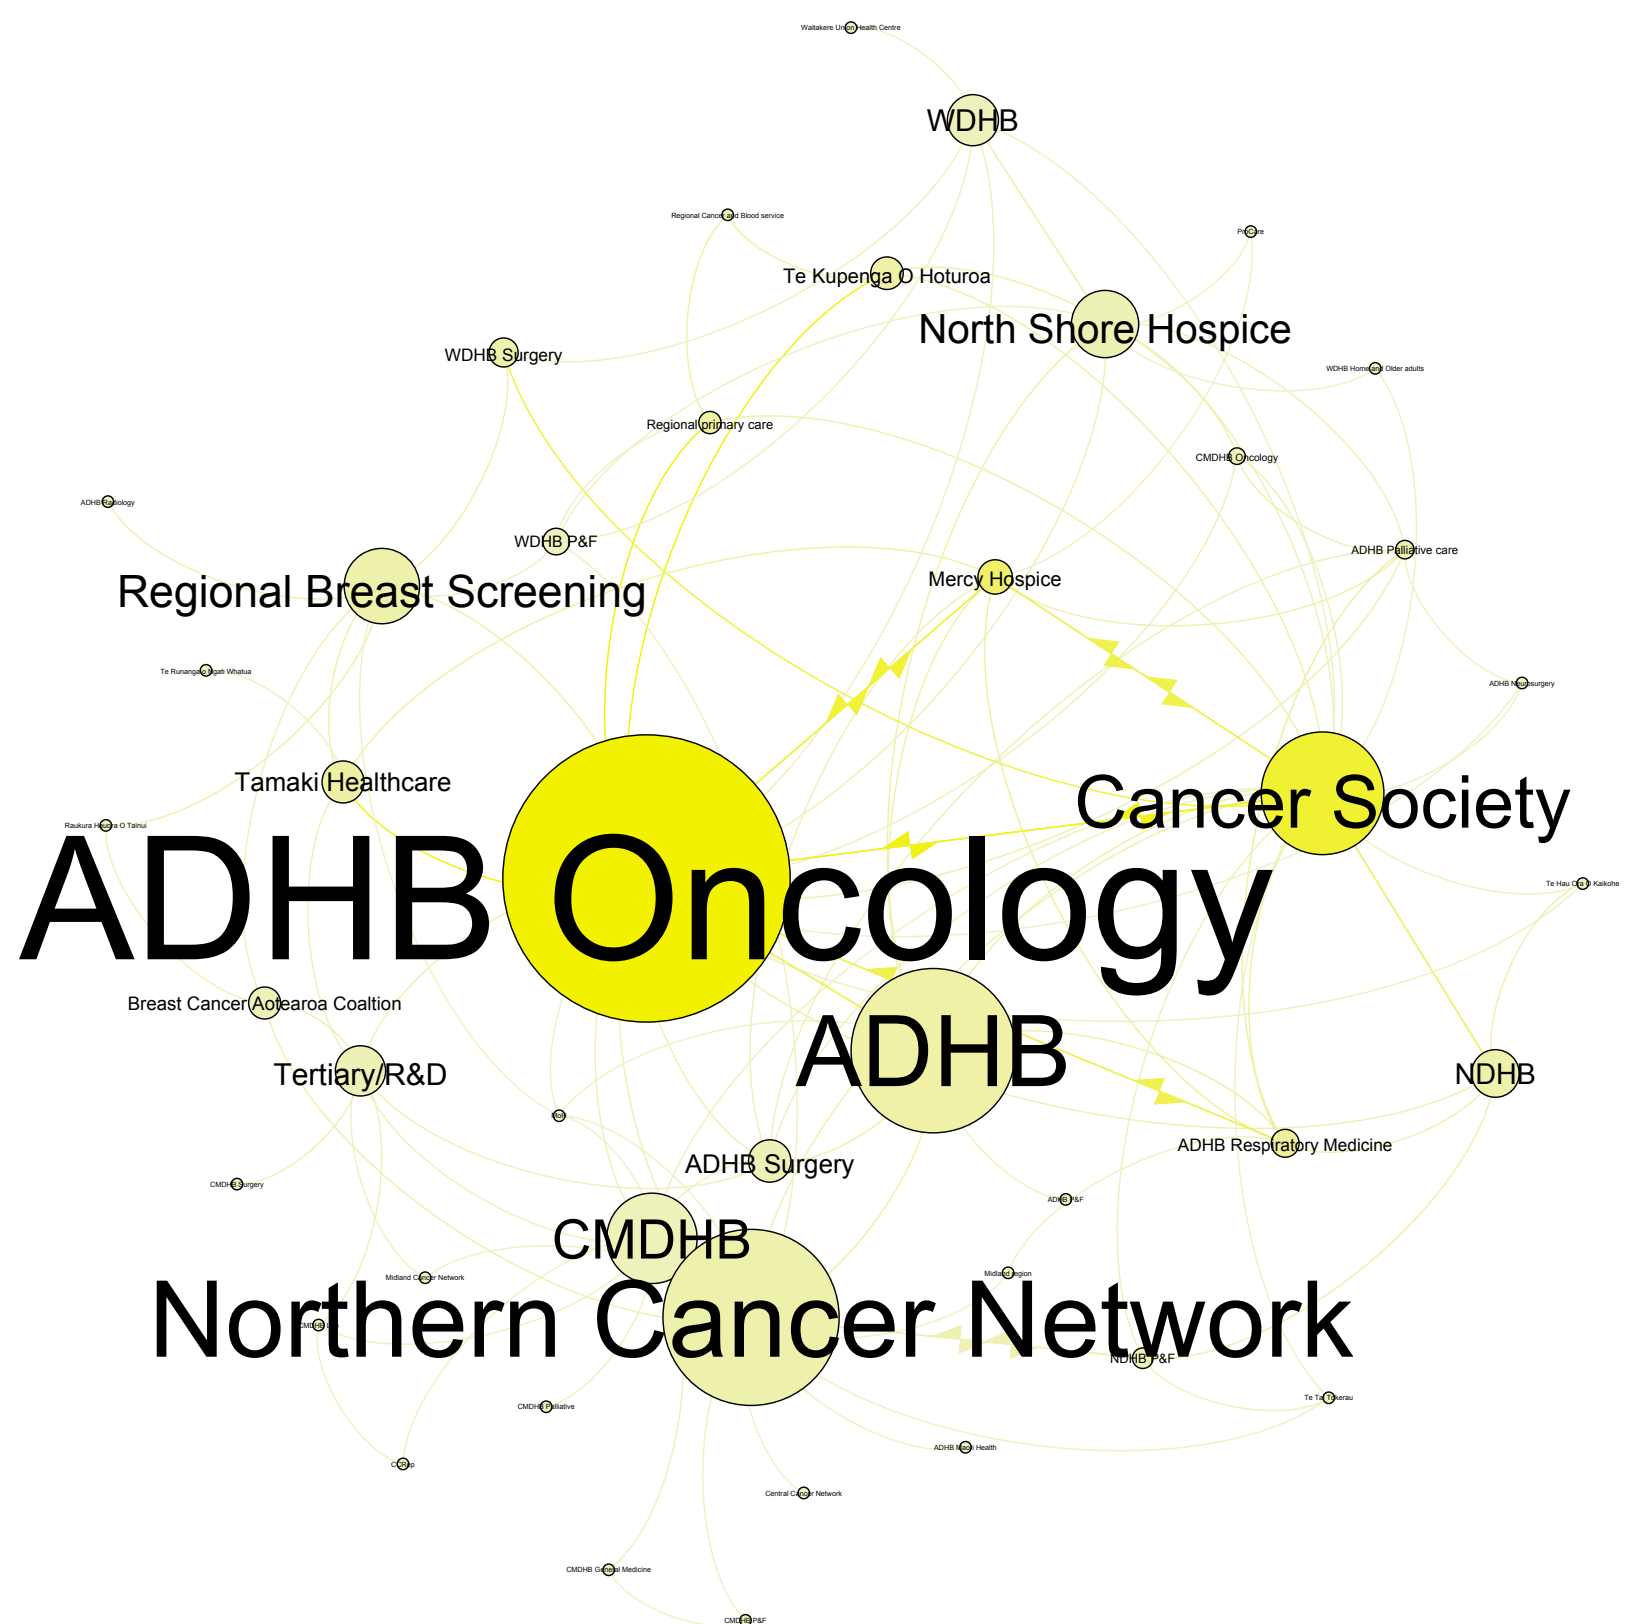 Waitakere Union Health Centre
WDHB
Regional Cancer and Blood service
ProCare
Te Kupenga O Hoturoa
North Shore Hospice
WDHB Surgery
WDHB Home and Older adults
Regional primary care
CMDHB Oncology
ADHB Radiology
WDHB P&F
ADHB Palliative care
Mercy Hospice
Regional Breast Screening
Te Runanga o Ngati Whatua
ADHB Neurosurgery
Tamaki Healthcare
Cancer Society
Raukura Hauora O Tainui
ADHB Oncology
Te Hau Ora O Kaikohe
Breast Cancer Aotearoa Coaltion
ADHB
Tertiary/R&D
NDHB
MoH
ADHB Respiratory Medicine
ADHB Surgery
CMDHB Surgery
ADHB P&F
CMDHB
Midland region
Midland Cancer Network
Northern Cancer Network
NDHB P&F
Te Tai Tokerau
CMDHB Palliative
ADHB Maori Health
CCRep
Central Cancer Network
CMDHB General Medicine
CMDHB P&F